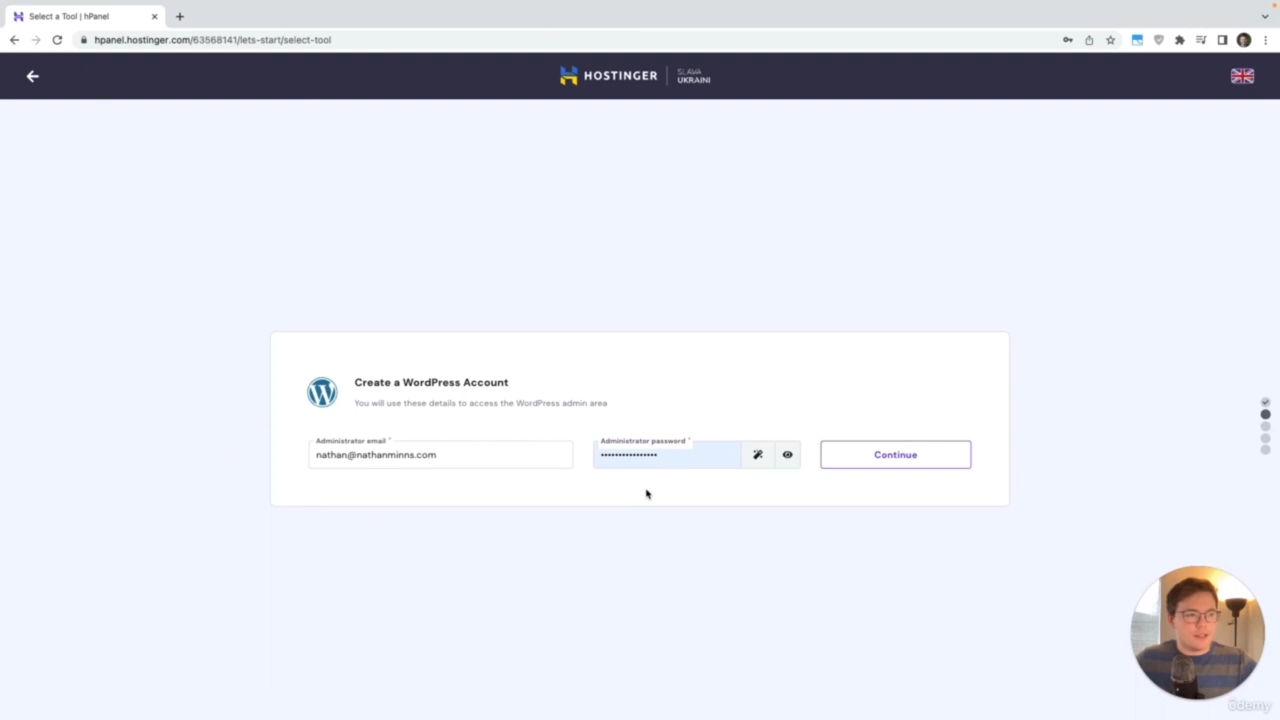 Select a Tool | hPanel
hpanel.hostinger.com/63568141/lets-start/select-tool
HOSTINGER
SLAVA
UKRAINI
Create a WordPress Account
You will use these details to access the WordPress admin area
Administrator email *
nathan@nathanminns.com
Administrator password *
••••••••••••••••
Continue
ûdemy